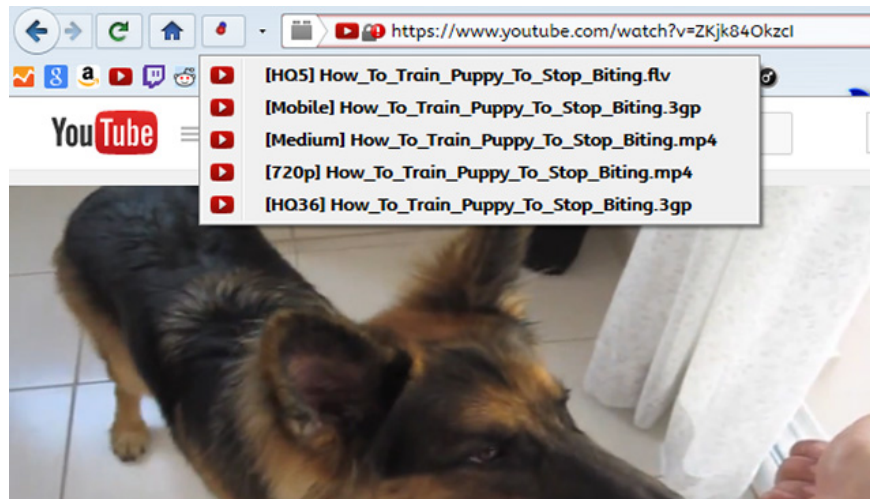 https://www.youtube.com/watch?v=ZKjk84OkzcI
[HQ5] How_To_Train_Puppy_To_Stop_Biting.flv
[Mobile] How_To_Train_Puppy_To_Stop_Biting.3gp
[Medium] How_To_Train_Puppy_To_Stop_Biting.mp4
[720p] How_To_Train_Puppy_To_Stop_Biting.mp4
[HQ36] How_To_Train_Puppy_To_Stop_Biting.3gp
YouTube